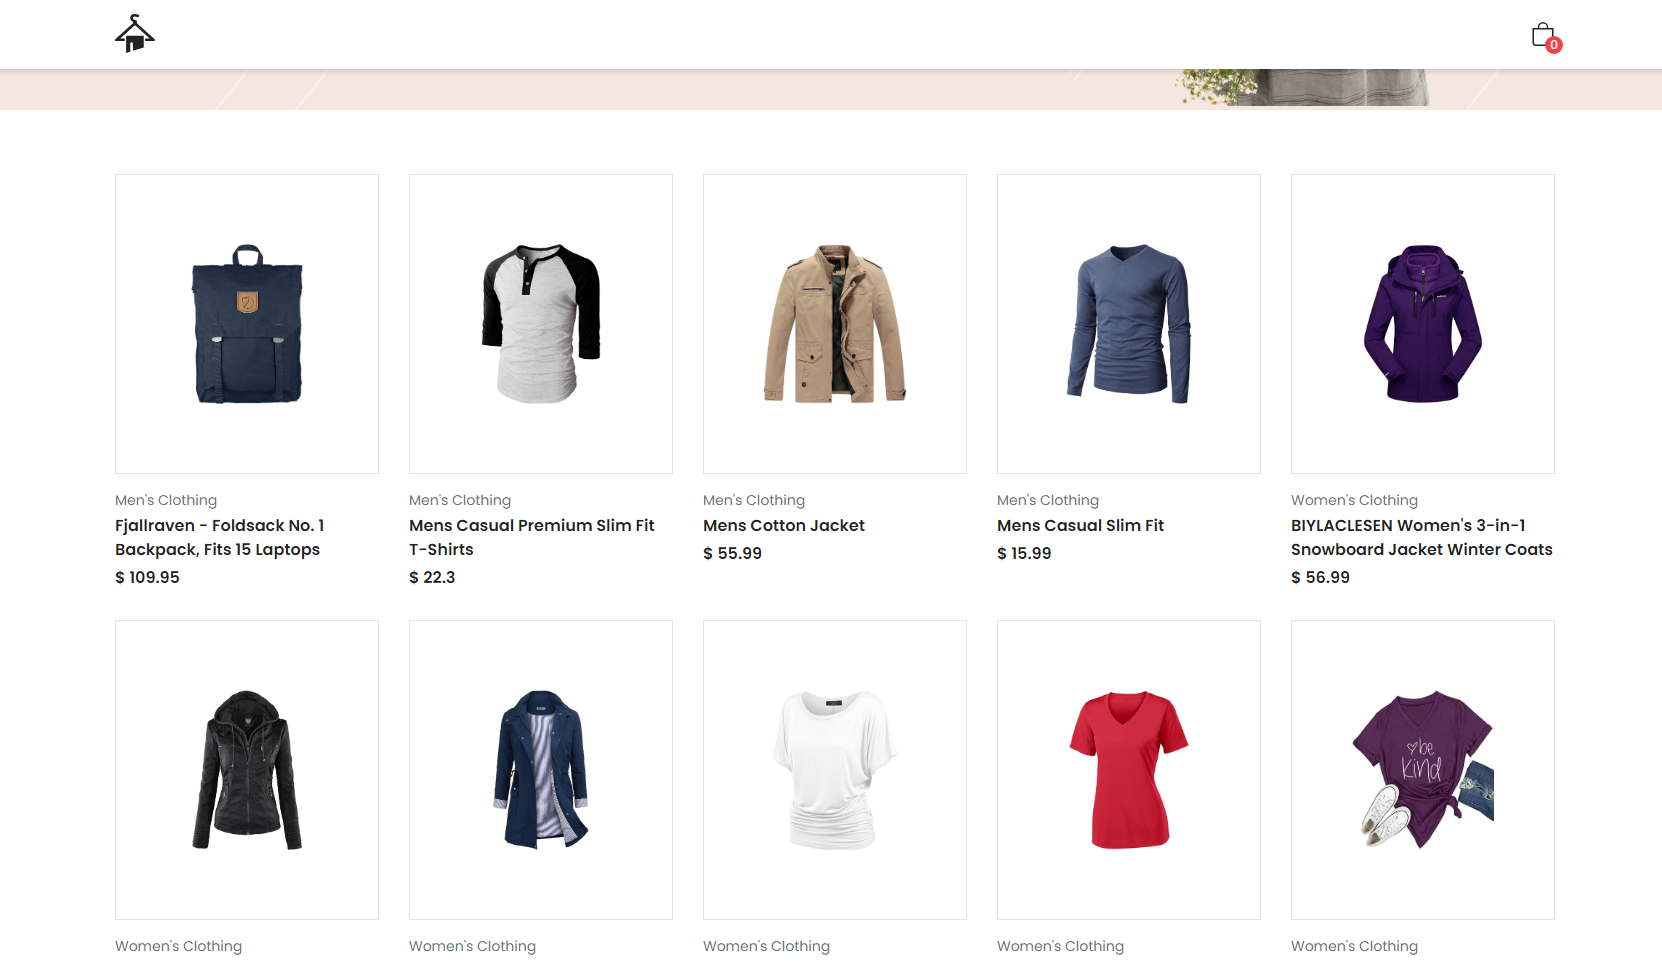 0
Men's Clothing
Fjallraven - Foldsack No. 1
Backpack, Fits 15 Laptops
$ 109.95
Men's Clothing
Mens Casual Premium Slim Fit
T-Shirts
$ 22.3
Men's Clothing
Mens Cotton Jacket
$ 55.99
Men's Clothing
Mens Casual Slim Fit
$ 15.99
Women's Clothing
BIYLACLESEN Women's 3-in-1
Snowboard Jacket Winter Coats
$ 56.99
be
kind
Women's Clothing
Women's Clothing
Women's Clothing
Women's Clothing
Women's Clothing